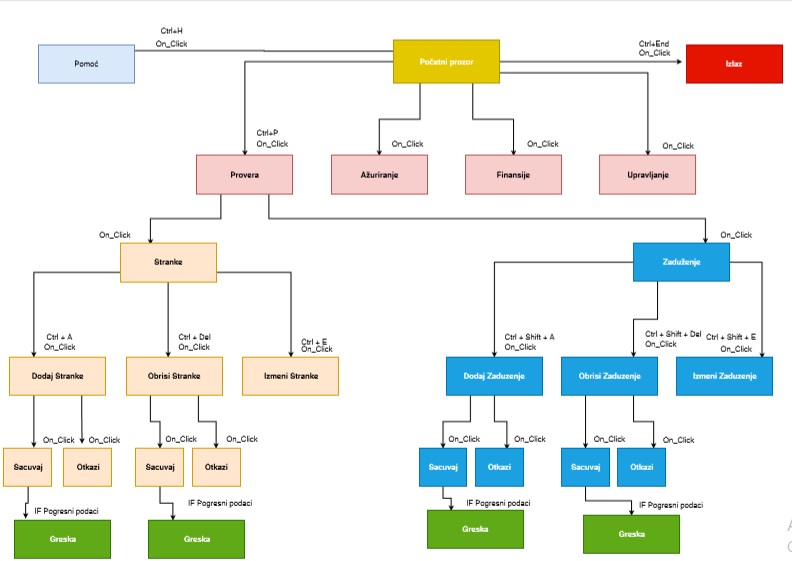 Ctrl+H
On_Click
Pomoć
Početni prozor
Ctrl+End
On_Click
Izlaz
Ctrl+P
On_Click
On_Click
On_Click
On_Click
Provera
Ažuriranje
Finansije
Upravljanje
On_Click
On_Click
Stranke
Zaduženje
Ctrl + A
On_Click
Ctrl + Del
On_Click
Ctrl + E
On_Click
Ctrl + Shift + A
On_Click
Ctrl + Shift + Del
On_Click
Ctrl + Shift + E
On_Click
Dodaj Stranke
Obrisi Stranke
Izmeni Stranke
Dodaj Zaduzenje
Obrisi Zaduzenje
Izmeni Zaduzenje
On_Click
On_Click
On_Click
On_Click
On_Click
On_Click
On_Click
On_Click
Sacuvaj
Otkazi
Sacuvaj
Otkazi
Sacuvaj
Otkazi
Sacuvaj
Otkazi
IF Pogresni podaci
IF Pogresni podaci
IF Pogresni podaci
IF Pogresni podaci
Greska
Greska
Greska
Greska